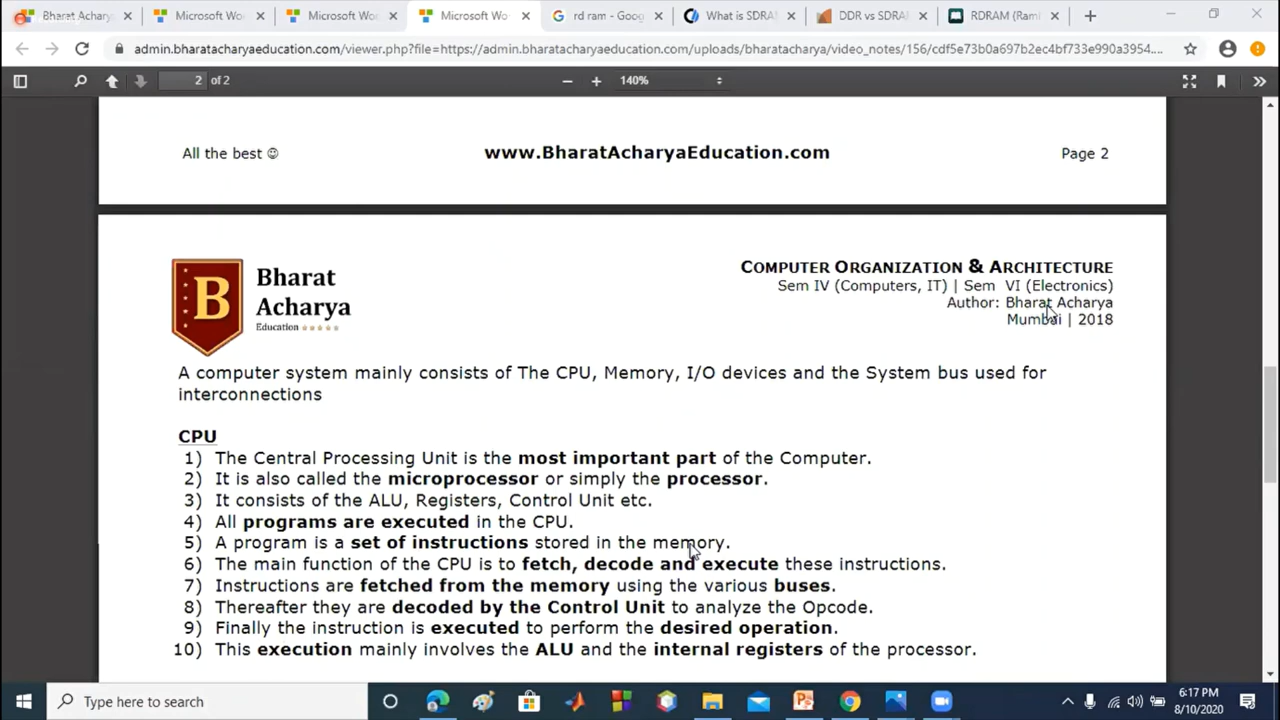 Bharat Acharya
Microsoft Wo
Microsoft Wo
Microsoft Wo
rd ram - Goog
What is SDRA
DDR vs SDRA
RDRAM (Ram
admin.bharatacharyaeducation.com/viewer.php?file=https://admin.bharatacharyaeducation.com/uploads/bharatacharya/video_notes/156/cdf5e73b0a697b2ec4bf733e990a3954....
2 of 2
140%
All the best ☺
www.BharatAcharyaEducation.com
Page 2
B
Bharat
Acharya
Education
COMPUTER ORGANIZATION & ARCHITECTURE
Sem IV (Computers, IT) | Sem VI (Electronics)
Author: Bharat Acharya
Mumbai | 2018
A computer system mainly consists of The CPU, Memory, I/O devices and the System bus used for
interconnections
CPU
1) The Central Processing Unit is the most important part of the Computer.
2) It is also called the microprocessor or simply the processor.
3) It consists of the ALU, Registers, Control Unit etc.
4) All programs are executed in the CPU.
5) A program is a set of instructions stored in the memory.
6) The main function of the CPU is to fetch, decode and execute these instructions.
7) Instructions are fetched from the memory using the various buses.
8) Thereafter they are decoded by the Control Unit to analyze the Opcode.
9) Finally the instruction is executed to perform the desired operation.
10) This execution mainly involves the ALU and the internal registers of the processor.
Type here to search
6:17 PM
8/10/2020